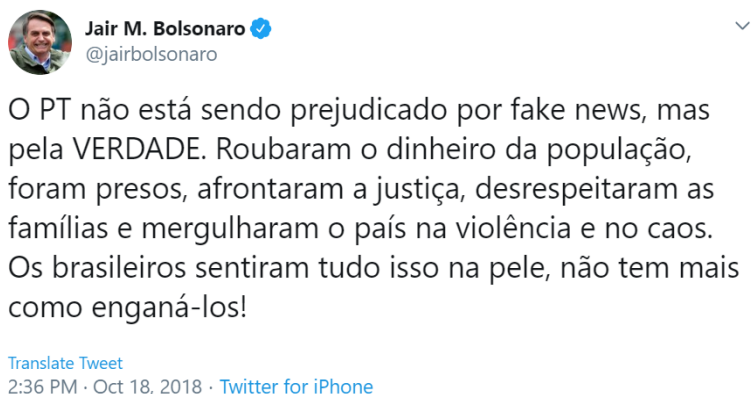 Jair M. Bolsonaro
@jairbolsonaro
O PT não está sendo prejudicado por fake news, mas
pela VERDADE. Roubaram o dinheiro da população,
foram presos, afrontaram a justiça, desrespeitaram as
famílias e mergulharam o país na violência e no caos.
Os brasileiros sentiram tudo isso na pele, não tem mais
como enganá-los!
Translate Tweet
2:36 PM · Oct 18, 2018 · Twitter for iPhone